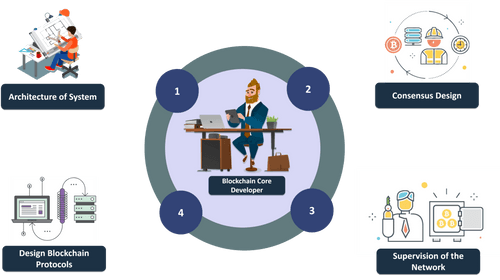 Architecture of System
1
2
Consensus Design
Blockchain Core
Developer
4
3
Design Blockchain
Protocols
Supervision of the
Network